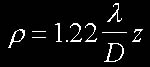 ρ = 1.22 λ/D z